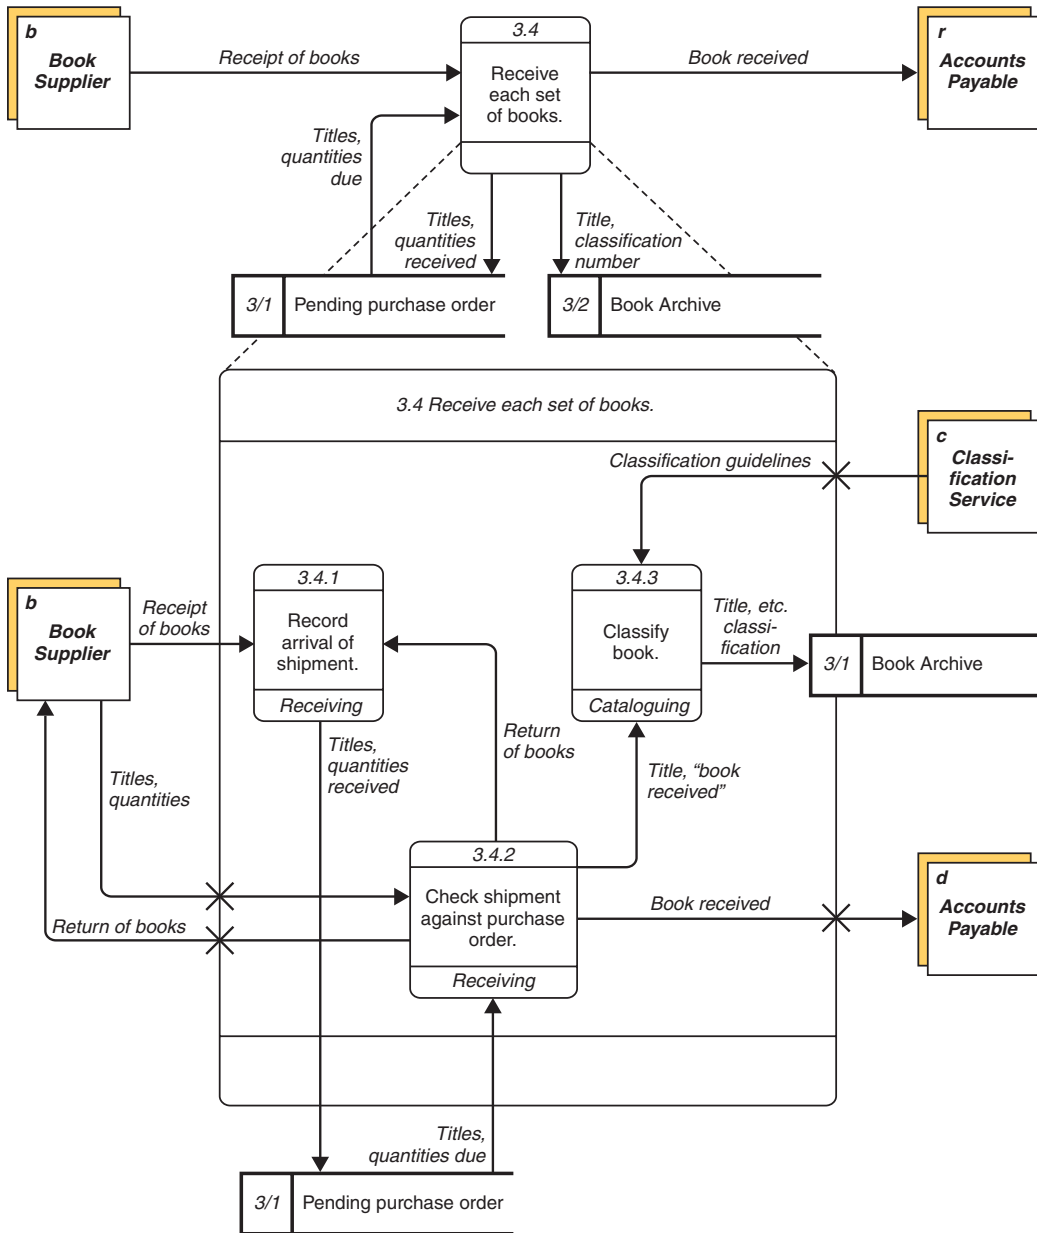 b
Book
Supplier
Receipt of books
3.4
Receive
each set
of books.
Book received
r
Accounts
Payable
Titles,
quantities
due
Titles,
quantities
received
Title,
classification
number
3/1
Pending purchase order
3/2
Book Archive
3.4 Receive each set of books.
Classification guidelines
c
Classi-
fication
Service
b
Book
Supplier
Receipt
of books
3.4.1
Record
arrival of
shipment.
Receiving
3.4.3
Classify
book.
Cataloguing
Title, etc.
classi-
fication
3/1
Book Archive
Titles,
quantities
Titles,
quantities
received
Return
of books
Title, “book
received”
3.4.2
Check shipment
against purchase
order.
Receiving
Return of books
Book received
d
Accounts
Payable
Titles,
quantities due
3/1
Pending purchase order